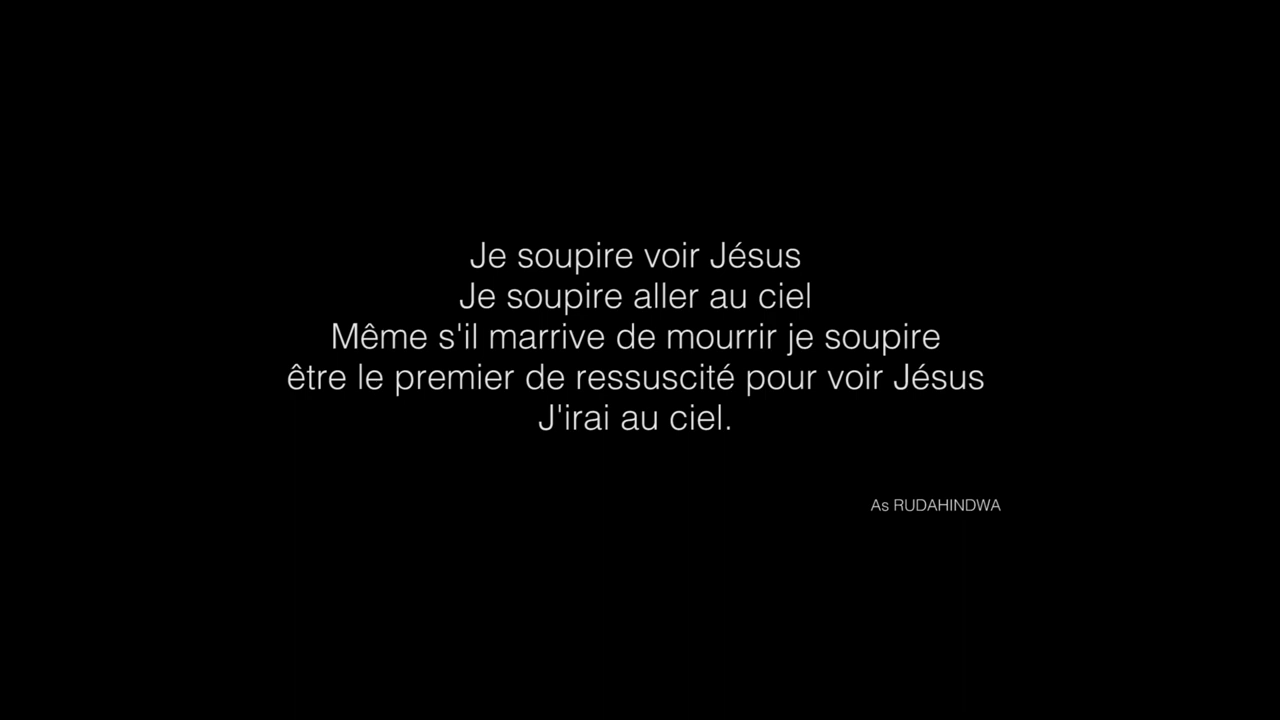 Je soupire voir Jésus
Je soupire aller au ciel
Même s'il marrive de mourrir je soupire
être le premier de ressuscité pour voir Jésus
J'irai au ciel.
As RUDAHINDWA